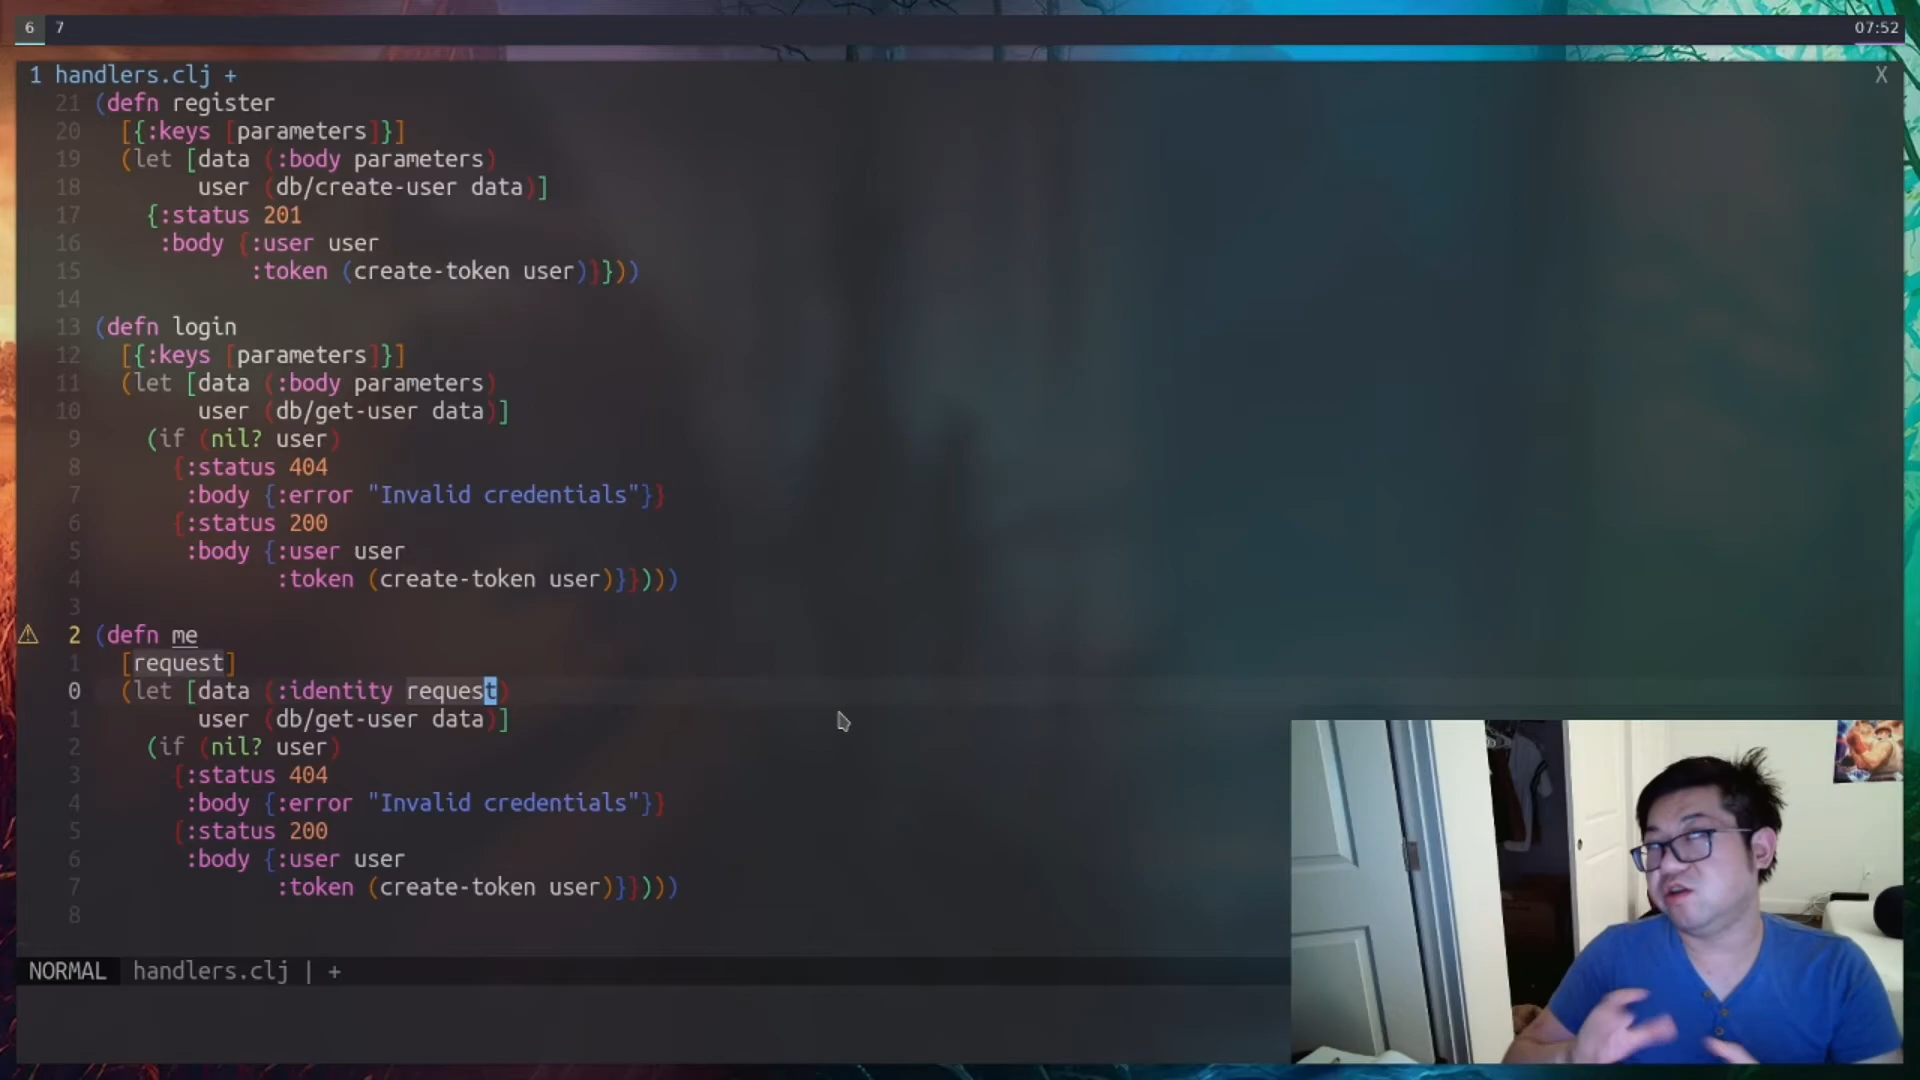 6 7 07:52
1 handlers.clj + X
21 (defn register
20 [{:keys [parameters]}]
19 (let [data (:body parameters)
18 user (db/create-user data)]
17 {:status 201
16 :body {:user user
15 :token (create-token user)}}))
14
13 (defn login
12 [{:keys [parameters]}]
11 (let [data (:body parameters)
10 user (db/get-user data)]
9 (if (nil? user)
8 {:status 404
7 :body {:error "Invalid credentials"}}
6 {:status 200
5 :body {:user user
4 :token (create-token user)}})))
3
2 (defn me
1 [request]
0 (let [data (:identity request)
1 user (db/get-user data)]
2 (if (nil? user)
3 {:status 404
4 :body {:error "Invalid credentials"}}
5 {:status 200
6 :body {:user user
7 :token (create-token user)}})))
8
NORMAL handlers.clj | +